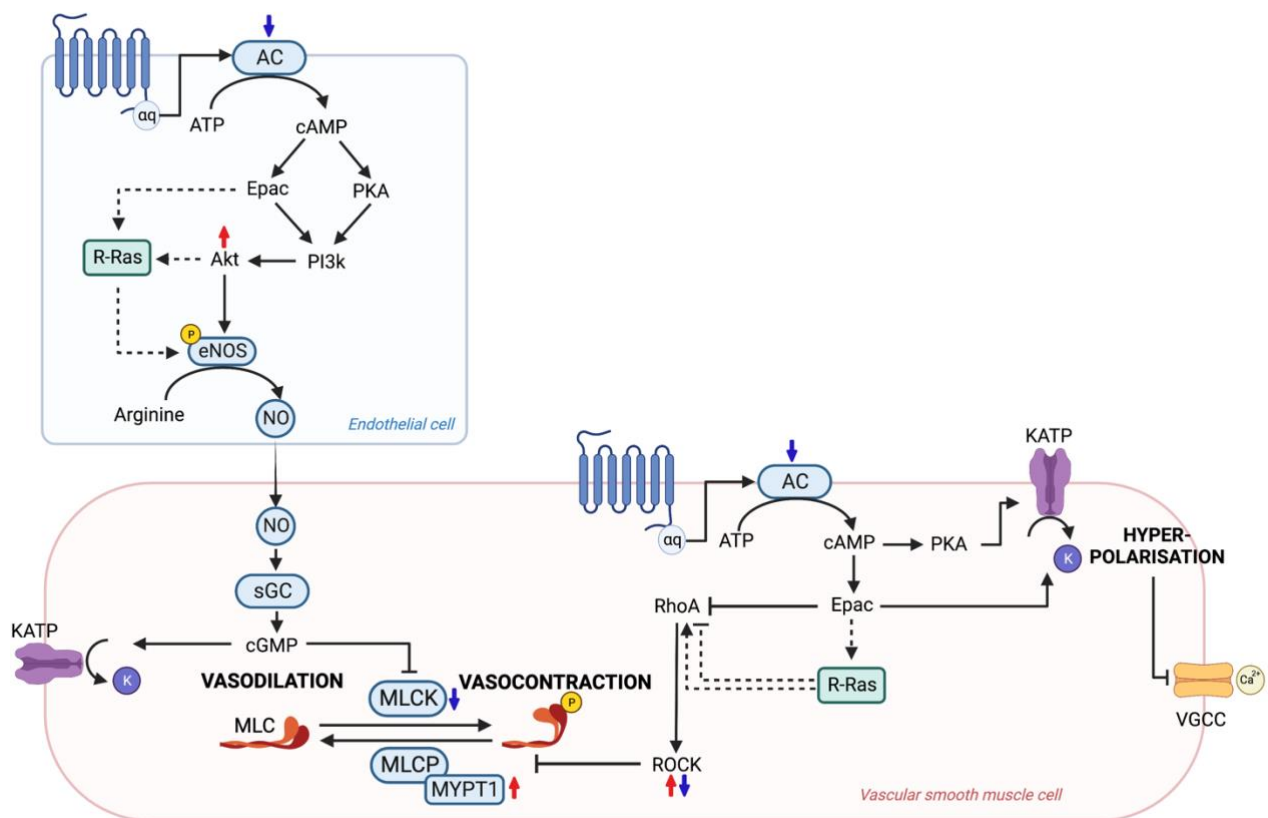 AC
αq
ATP
cAMP
Epac
PKA
R-Ras
Akt
PI3k
P
eNOS
Arginine
NO
Endothelial cell
KATP
AC
NO
αq
ATP
cAMP
PKA
HYPER-
POLARISATION
K
sGC
RhoA
Epac
KATP
cGMP
K
VASODILATION
VASOCONTRACTION
R-Ras
Ca2+
MLCK
P
VGCC
MLC
MLCP
ROCK
MYPT1
Vascular smooth muscle cell